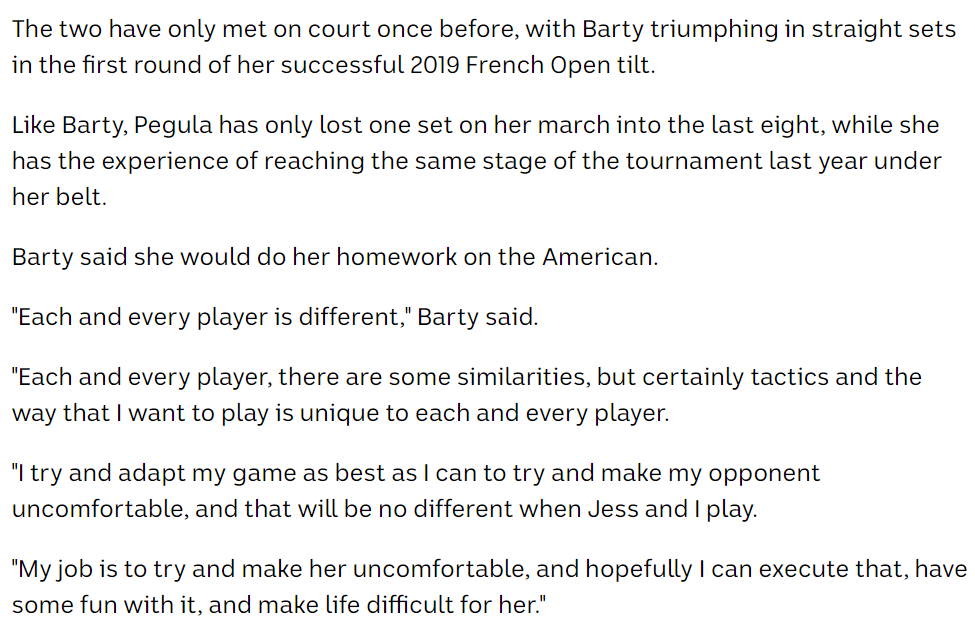 The two have only met on court once before, with Barty triumphing in straight sets
in the first round of her successful 2019 French Open tilt.
Like Barty, Pegula has only lost one set on her march into the last eight, while she
has the experience of reaching the same stage of the tournament last year under
her belt.
Barty said she would do her homework on the American.
"Each and every player is different," Barty said.
"Each and every player, there are some similarities, but certainly tactics and the
way that I want to play is unique to each and every player.
"I try and adapt my game as best as I can to try and make my opponent
uncomfortable, and that will be no different when Jess and I play.
"My job is to try and make her uncomfortable, and hopefully I can execute that, have
some fun with it, and make life difficult for her."